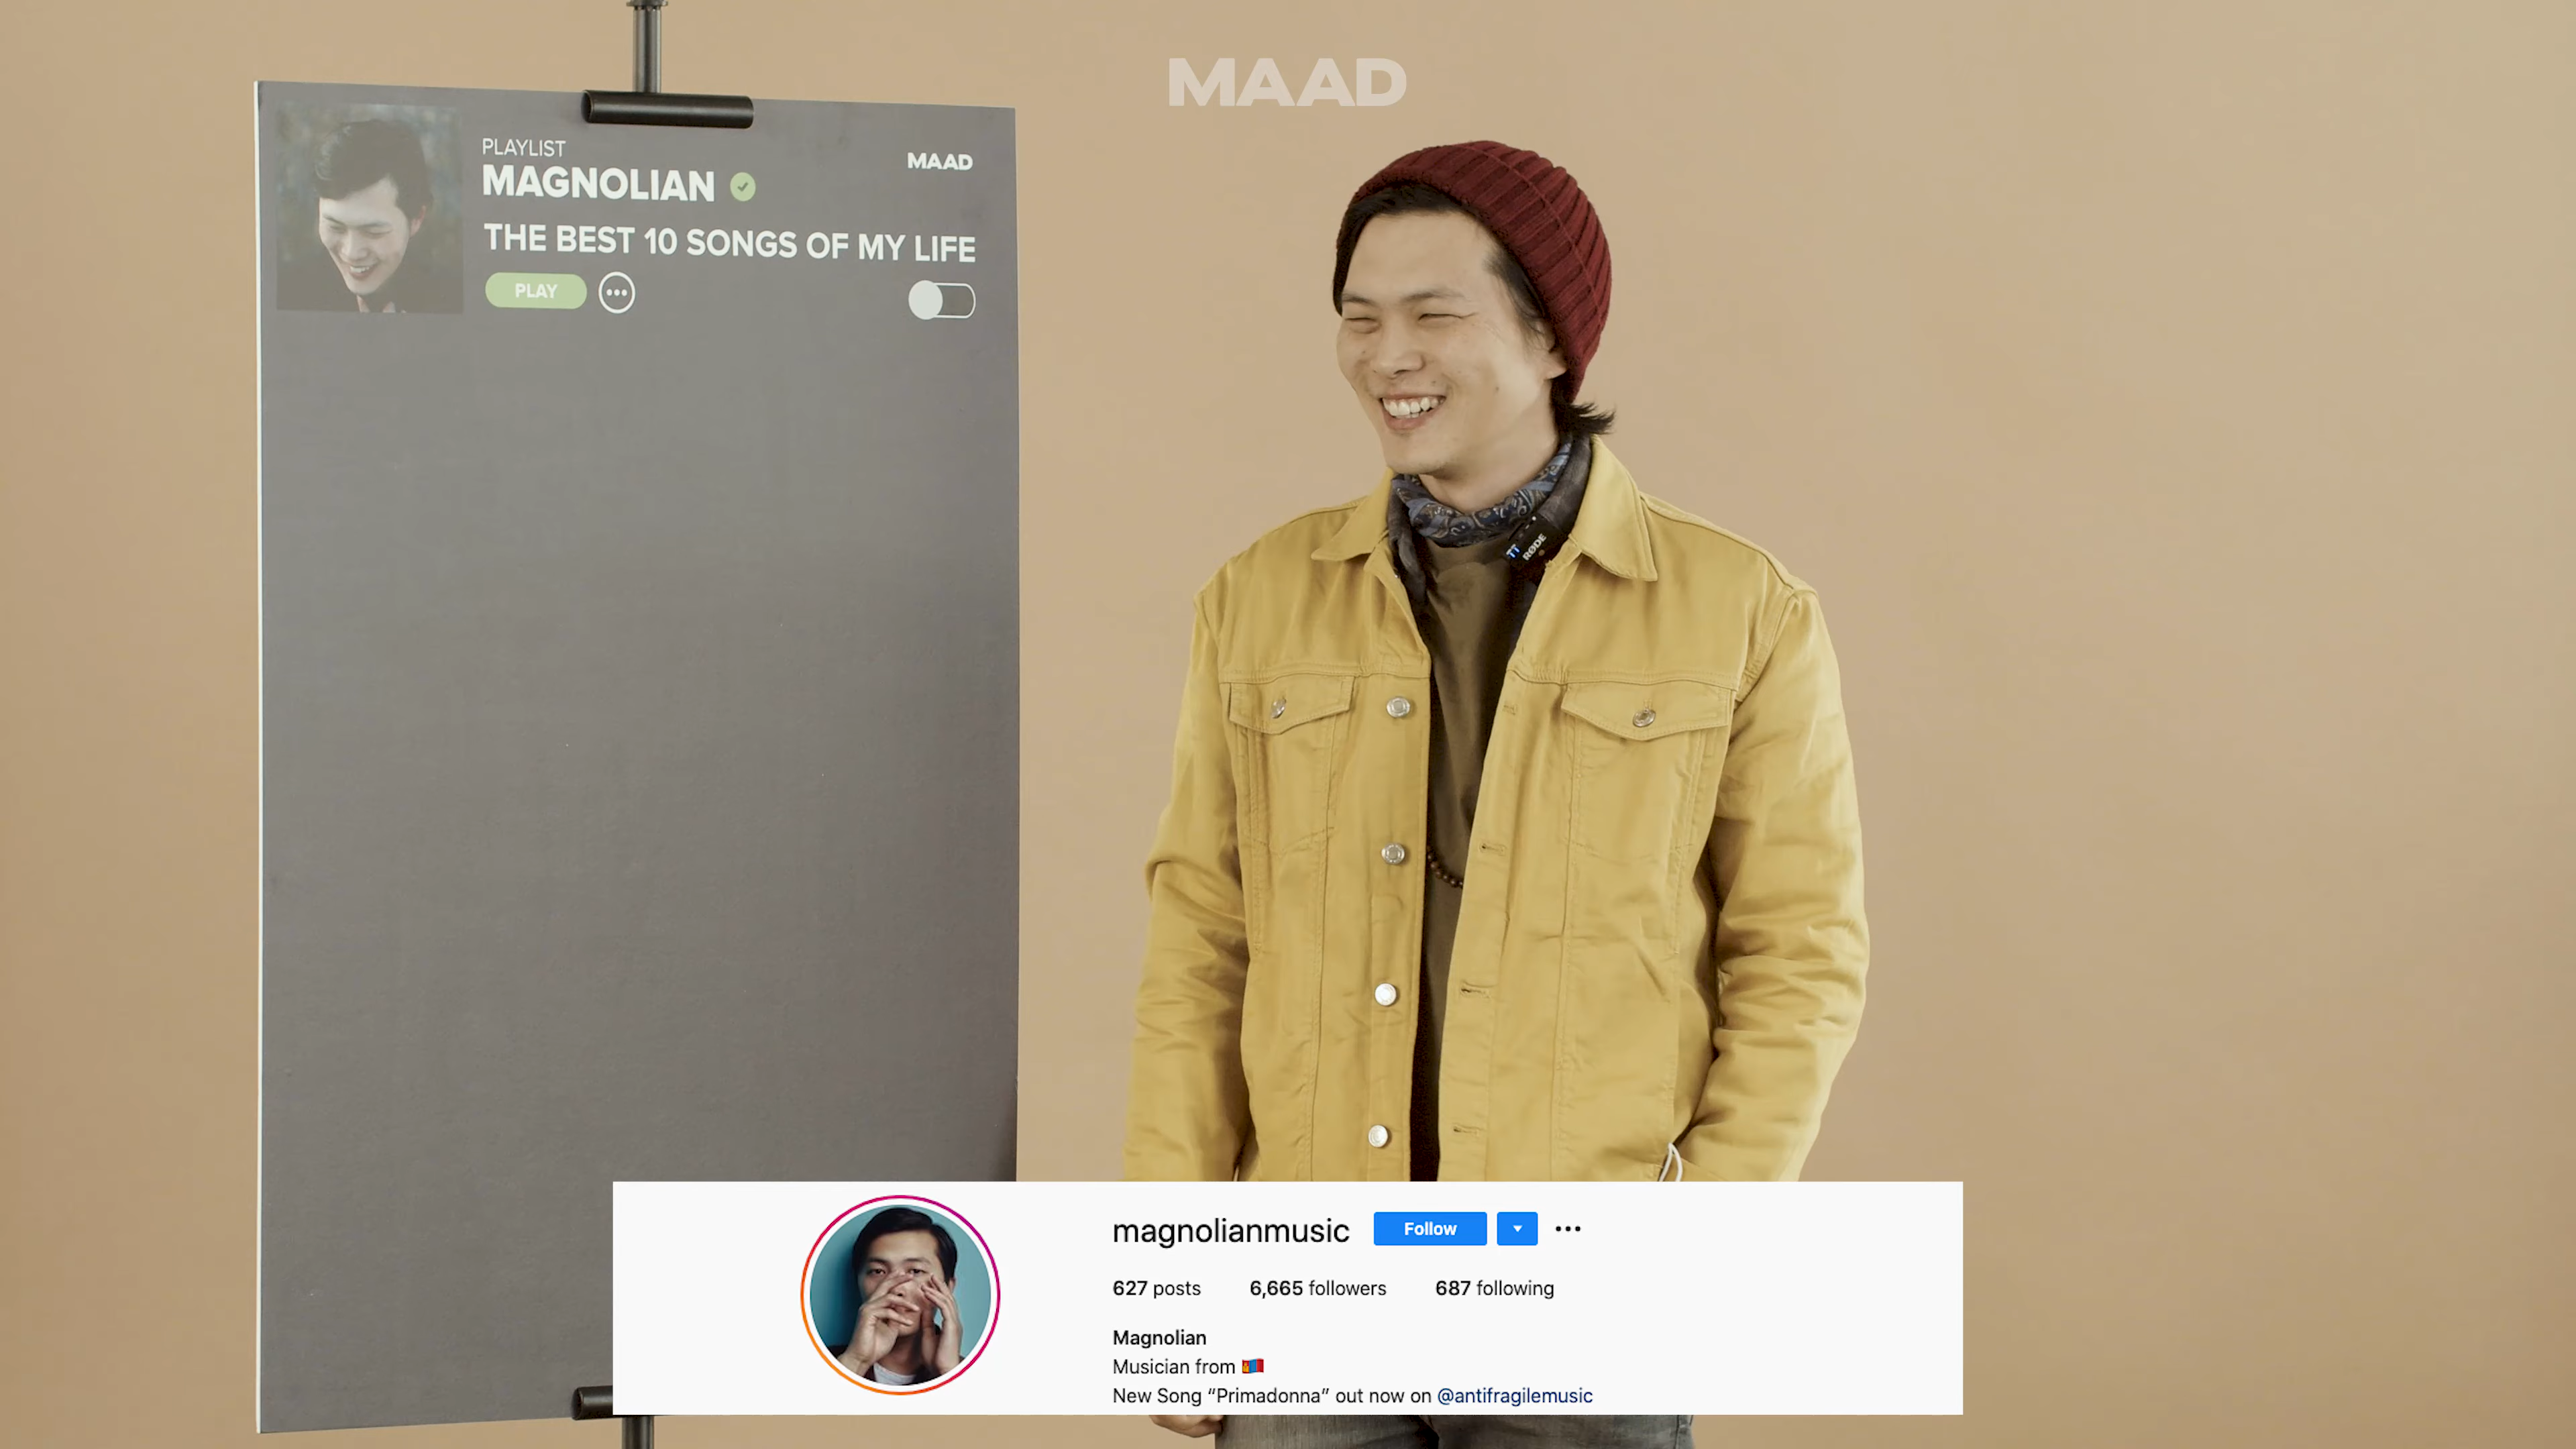 MAAD
PLAYLIST
MAGNOLIAN
MAAD
THE BEST 10 SONGS OF MY LIFE
PLAY
RØDE
magnolianmusic Follow
627 posts 6,665 followers 687 following
Magnolian
Musician from 🇲🇳
New Song “Primadonna” out now on @antifragilemusic